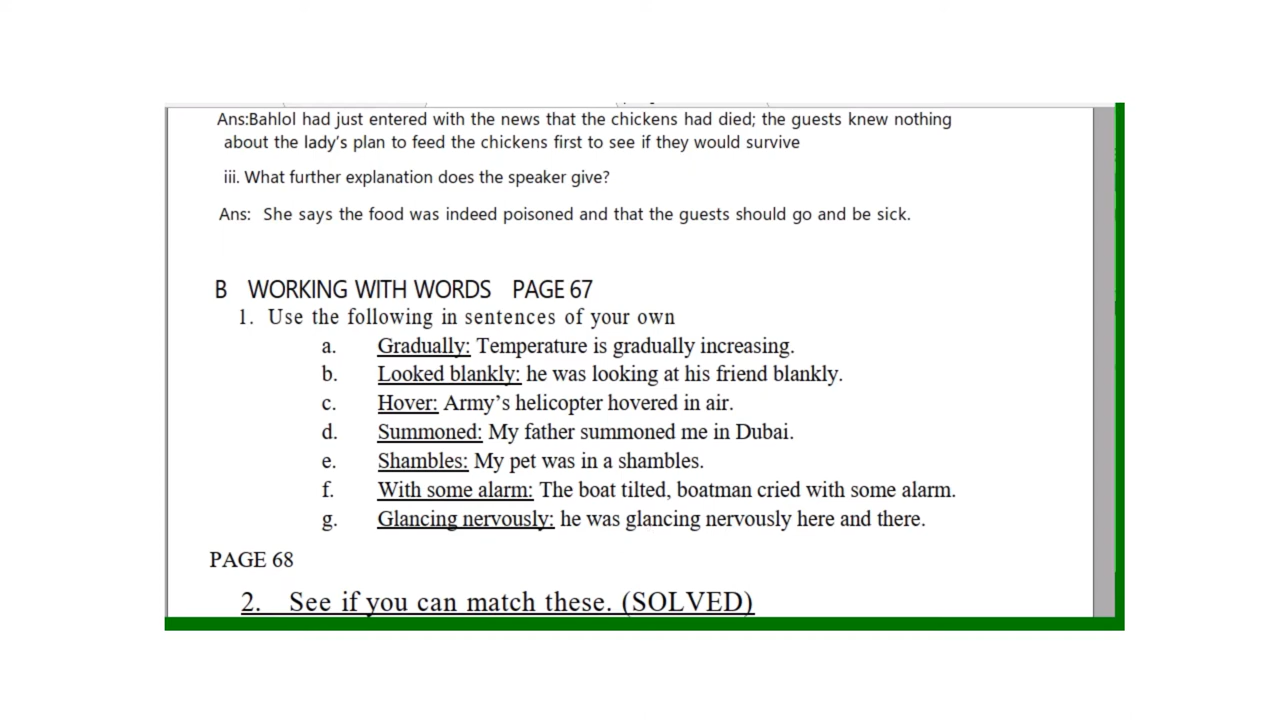 Ans:Bahlol had just entered with the news that the chickens had died; the guests knew nothing
about the lady's plan to feed the chickens first to see if they would survive
iii. What further explanation does the speaker give?
Ans: She says the food was indeed poisoned and that the guests should go and be sick.
B WORKING WITH WORDS PAGE 67
1. Use the following in sentences of your own
a. Gradually: Temperature is gradually increasing.
b. Looked blankly: he was looking at his friend blankly.
c. Hover: Army's helicopter hovered in air.
d. Summoned: My father summoned me in Dubai.
e. Shambles: My pet was in a shambles.
f. With some alarm: The boat tilted, boatman cried with some alarm.
g. Glancing nervously: he was glancing nervously here and there.
PAGE 68
2. See if you can match these. (SOLVED)